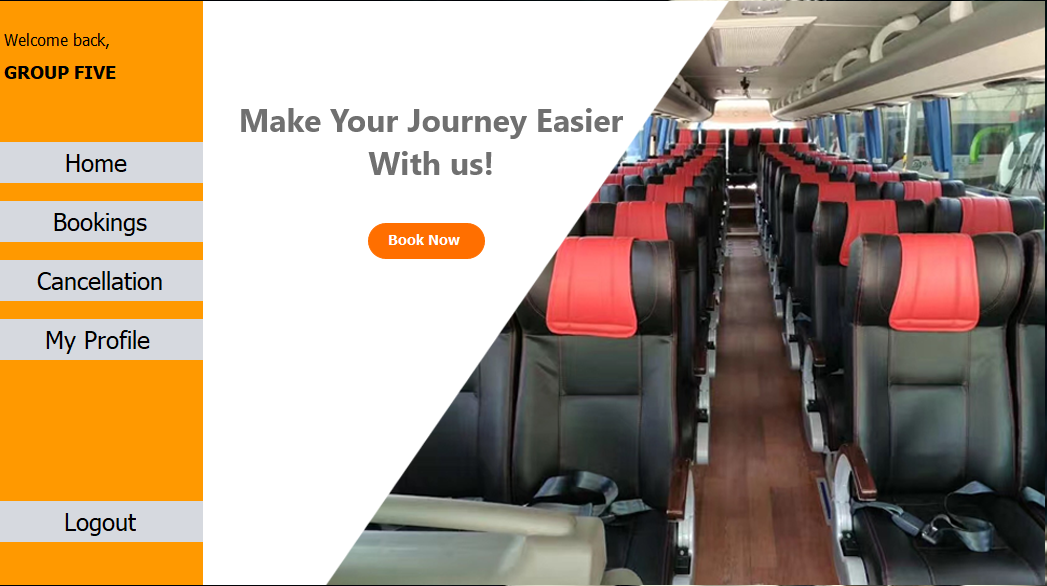 Welcome back,
GROUP FIVE
Home
Bookings
Cancellation
My Profile
Logout
Make Your Journey Easier
With us!
Book Now